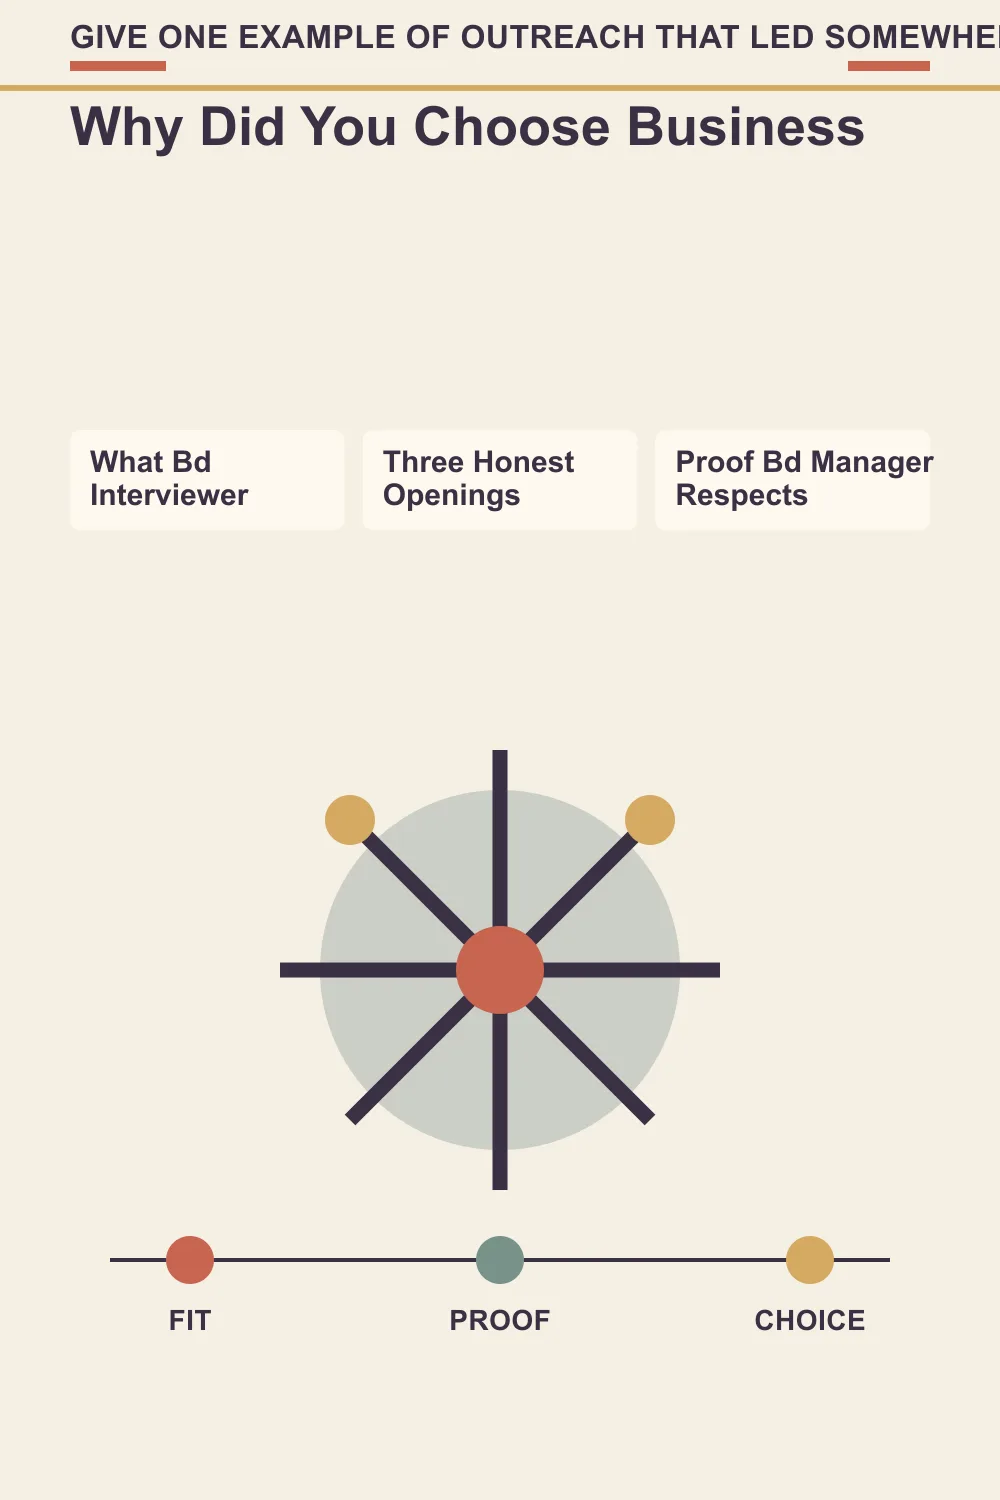 GIVE ONE EXAMPLE OF OUTREACH THAT LED SOMEWHE
Why Did You Choose Business
What Bd
Interviewer
Three Honest
Openings
Proof Bd Manager
Respects
FIT
PROOF
CHOICE